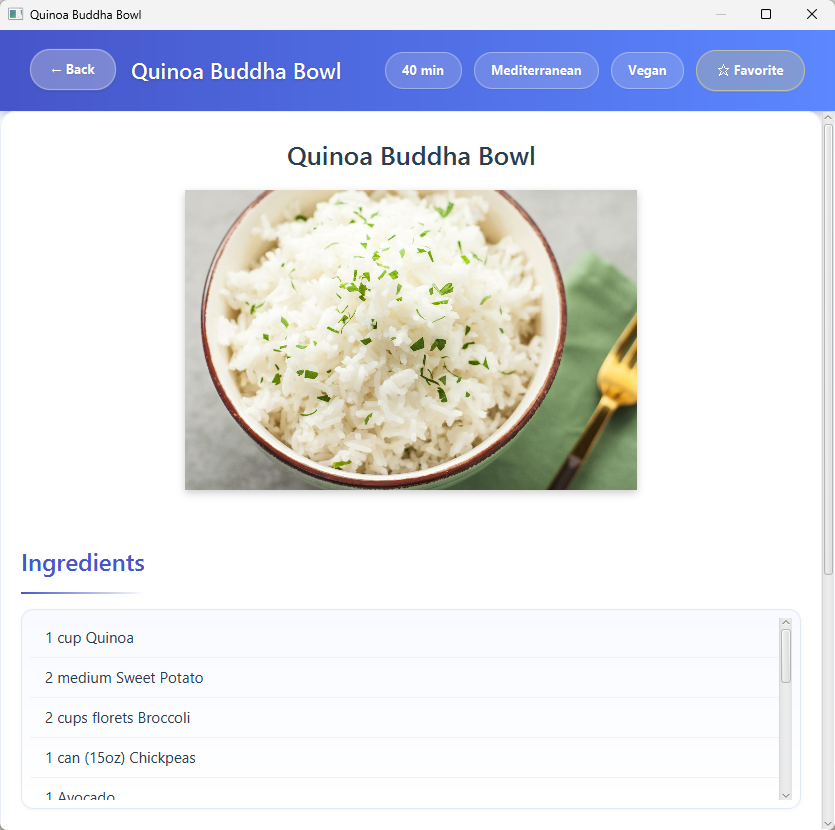 Quinoa Buddha Bowl
← Back
Quinoa Buddha Bowl
40 min
Mediterranean
Vegan
☆ Favorite
Quinoa Buddha Bowl
Ingredients
1 cup Quinoa
2 medium Sweet Potato
2 cups florets Broccoli
1 can (15oz) Chickpeas
1 Avocado